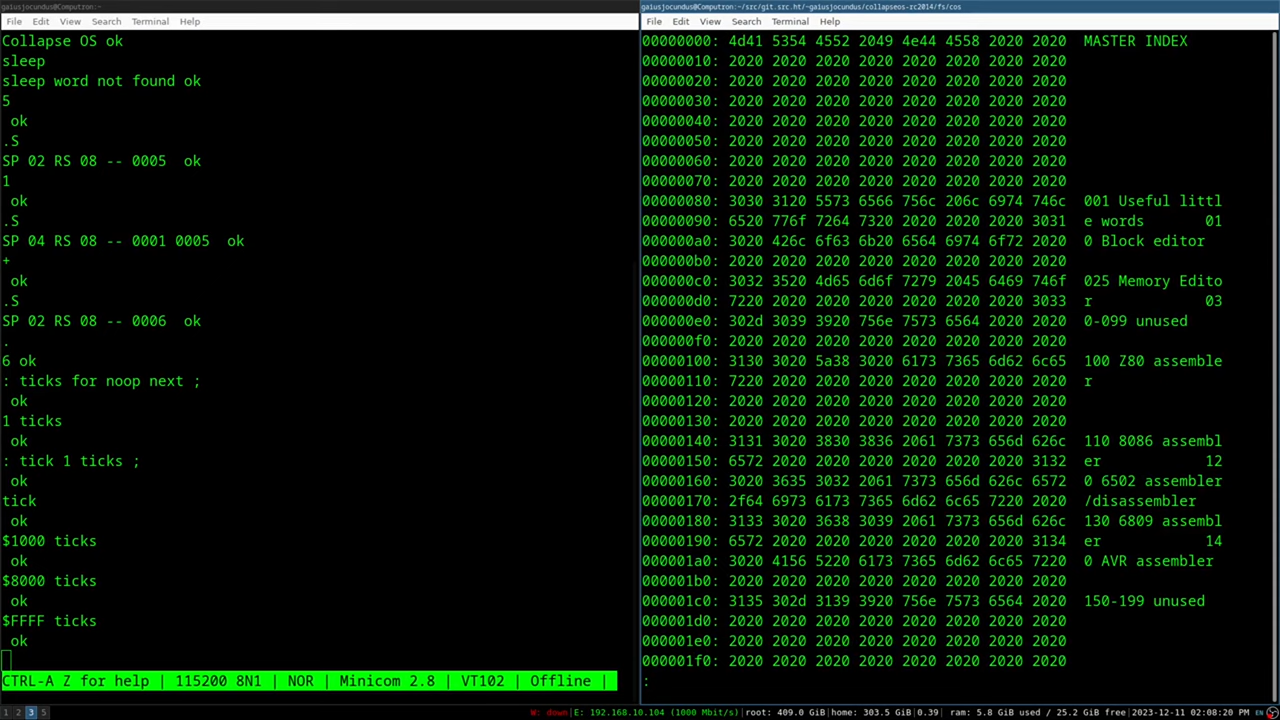 gaiusjocundus@Computron:~
File Edit View Search Terminal Help
Collapse OS ok
sleep
sleep word not found ok
5
 ok
.S
SP 02 RS 08 -- 0005  ok
1
 ok
.S
SP 04 RS 08 -- 0001 0005  ok
+
 ok
.S
SP 02 RS 08 -- 0006  ok
.
6 ok
: ticks for noop next ;
 ok
1 ticks
 ok
: tick 1 ticks ;
 ok
tick
 ok
$1000 ticks
 ok
$8000 ticks
 ok
$FFFF ticks
 ok
CTRL-A Z for help | 115200 8N1 | NOR | Minicom 2.8 | VT102 | Offline |
gaiusjocundus@Computron:~/src/git.src.ht/~gaiusjocundus/collapseos-rc2014/fs/cos
File Edit View Search Terminal Help
00000000: 4d41 5354 4552 2049 4e44 4558 2020 2020  MASTER INDEX
00000010: 2020 2020 2020 2020 2020 2020 2020 2020
00000020: 2020 2020 2020 2020 2020 2020 2020 2020
00000030: 2020 2020 2020 2020 2020 2020 2020 2020
00000040: 2020 2020 2020 2020 2020 2020 2020 2020
00000050: 2020 2020 2020 2020 2020 2020 2020 2020
00000060: 2020 2020 2020 2020 2020 2020 2020 2020
00000070: 2020 2020 2020 2020 2020 2020 2020 2020
00000080: 3030 3120 5573 6566 756c 206c 6974 746c  001 Useful littl
00000090: 6520 776f 7264 7320 2020 2020 2020 3031  e words       01
000000a0: 3020 426c 6f63 6b20 6564 6974 6f72 2020  0 Block editor
000000b0: 2020 2020 2020 2020 2020 2020 2020 2020
000000c0: 3032 3520 4d65 6d6f 7279 2045 6469 746f  025 Memory Edito
000000d0: 7220 2020 2020 2020 2020 2020 2020 3033  r             03
000000e0: 302d 3039 3920 756e 7573 6564 2020 2020  0-099 unused
000000f0: 2020 2020 2020 2020 2020 2020 2020 2020
00000100: 3130 3020 5a38 3020 6173 7365 6d62 6c65  100 Z80 assemble
00000110: 7220 2020 2020 2020 2020 2020 2020 2020  r
00000120: 2020 2020 2020 2020 2020 2020 2020 2020
00000130: 2020 2020 2020 2020 2020 2020 2020 2020
00000140: 3131 3020 3830 3836 2061 7373 656d 626c  110 8086 assembl
00000150: 6572 2020 2020 2020 2020 2020 2020 3132  er            12
00000160: 3020 3635 3032 2061 7373 656d 626c 6572  0 6502 assembler
00000170: 2f64 6973 6173 7365 6d62 6c65 7220 2020  /disassembler
00000180: 3133 3020 3638 3039 2061 7373 656d 626c  130 6809 assembl
00000190: 6572 2020 2020 2020 2020 2020 2020 3134  er            14
000001a0: 3020 4156 5220 6173 7365 6d62 6c65 7220  0 AVR assembler
000001b0: 2020 2020 2020 2020 2020 2020 2020 2020
000001c0: 3135 302d 3139 3920 756e 7573 6564 2020  150-199 unused
000001d0: 2020 2020 2020 2020 2020 2020 2020 2020
000001e0: 2020 2020 2020 2020 2020 2020 2020 2020
000001f0: 2020 2020 2020 2020 2020 2020 2020 2020
:
1 2 3 5
W: down|E: 192.168.10.104 (1000 Mbit/s)|root: 409.0 GiB|home: 303.5 GiB|0.39| ram: 5.8 GiB used / 25.2 GiB free|2023-12-11 02:08:20 PM EN